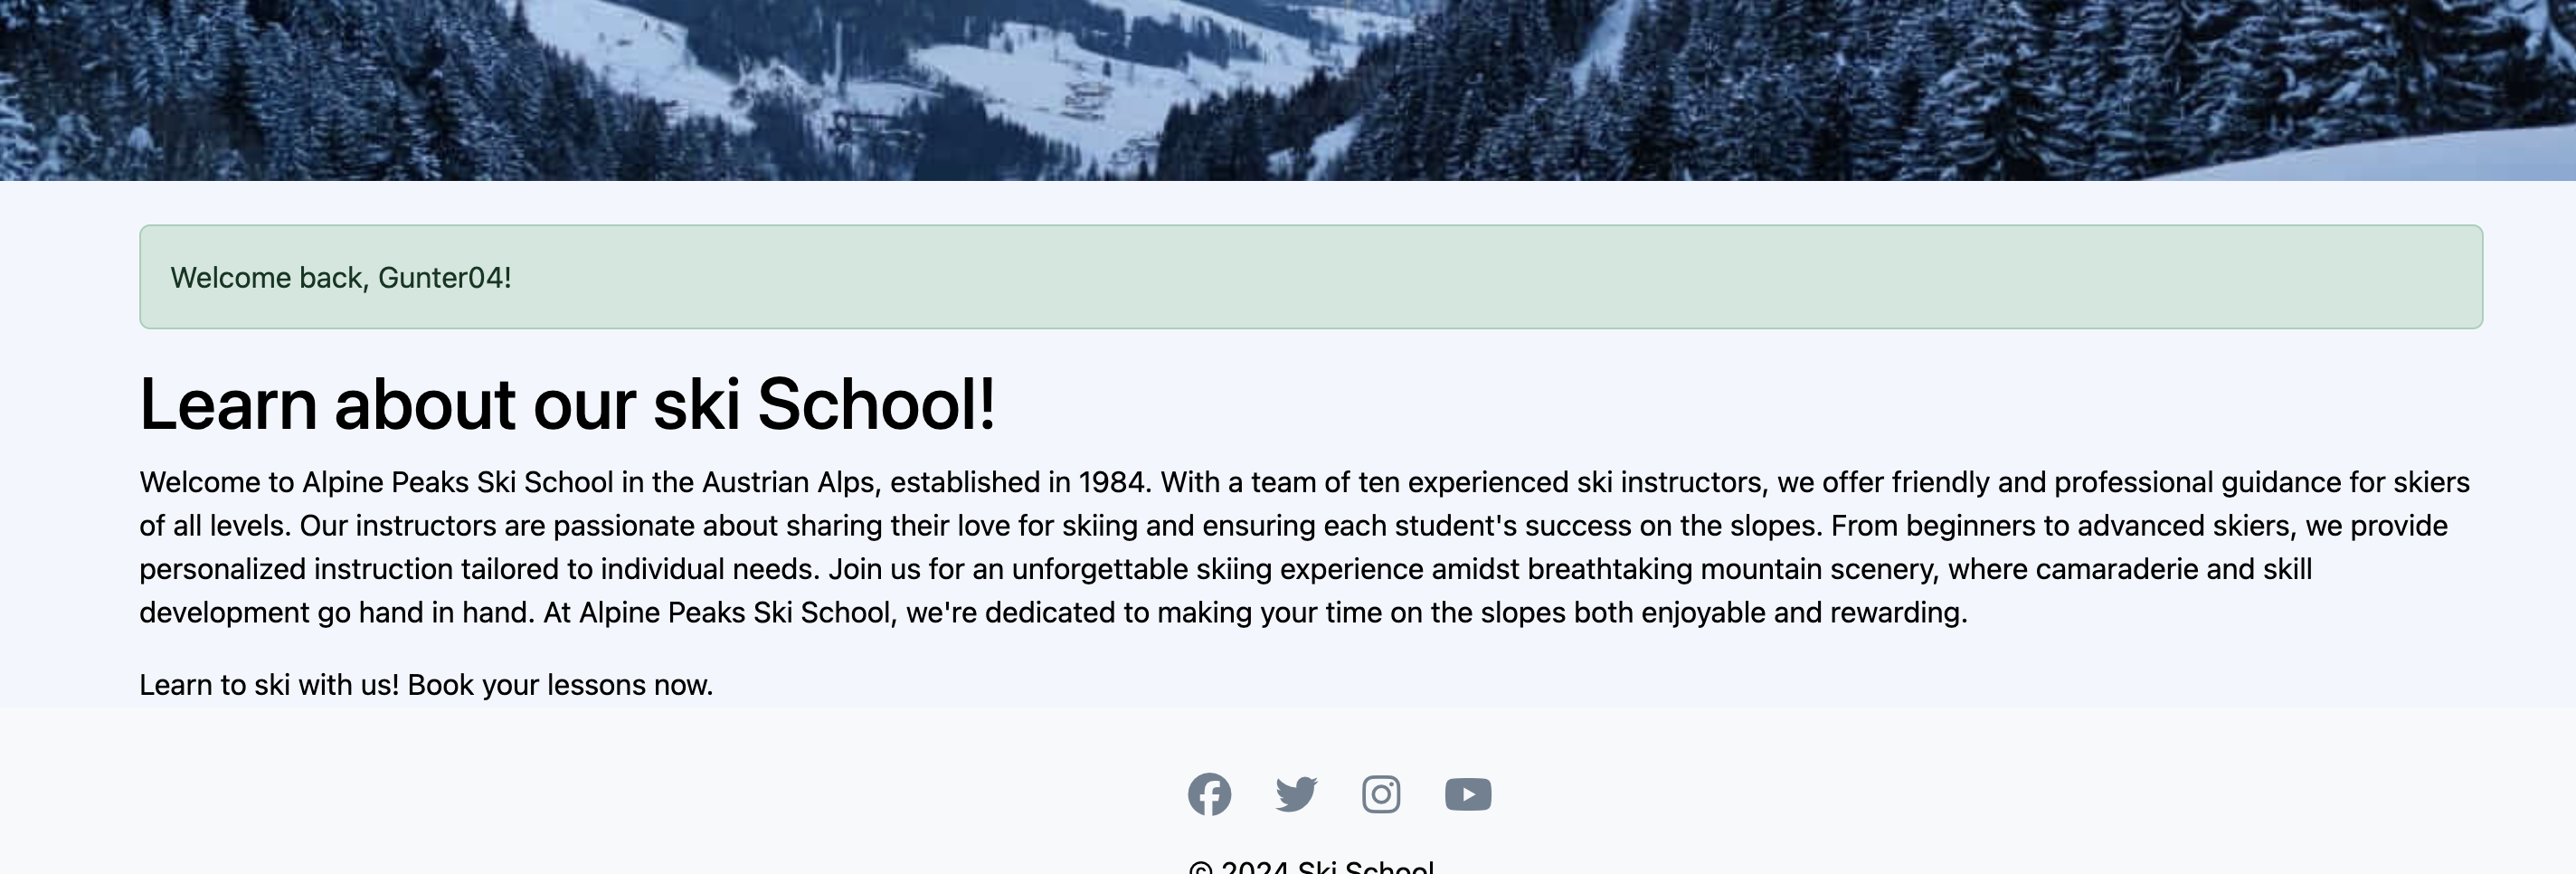 Welcome back, Gunter04!
Learn about our ski School!
Welcome to Alpine Peaks Ski School in the Austrian Alps, established in 1984. With a team of ten experienced ski instructors, we offer friendly and professional guidance for skiers
of all levels. Our instructors are passionate about sharing their love for skiing and ensuring each student's success on the slopes. From beginners to advanced skiers, we provide
personalized instruction tailored to individual needs. Join us for an unforgettable skiing experience amidst breathtaking mountain scenery, where camaraderie and skill
development go hand in hand. At Alpine Peaks Ski School, we're dedicated to making your time on the slopes both enjoyable and rewarding.
Learn to ski with us! Book your lessons now.
© 2024 Ski School